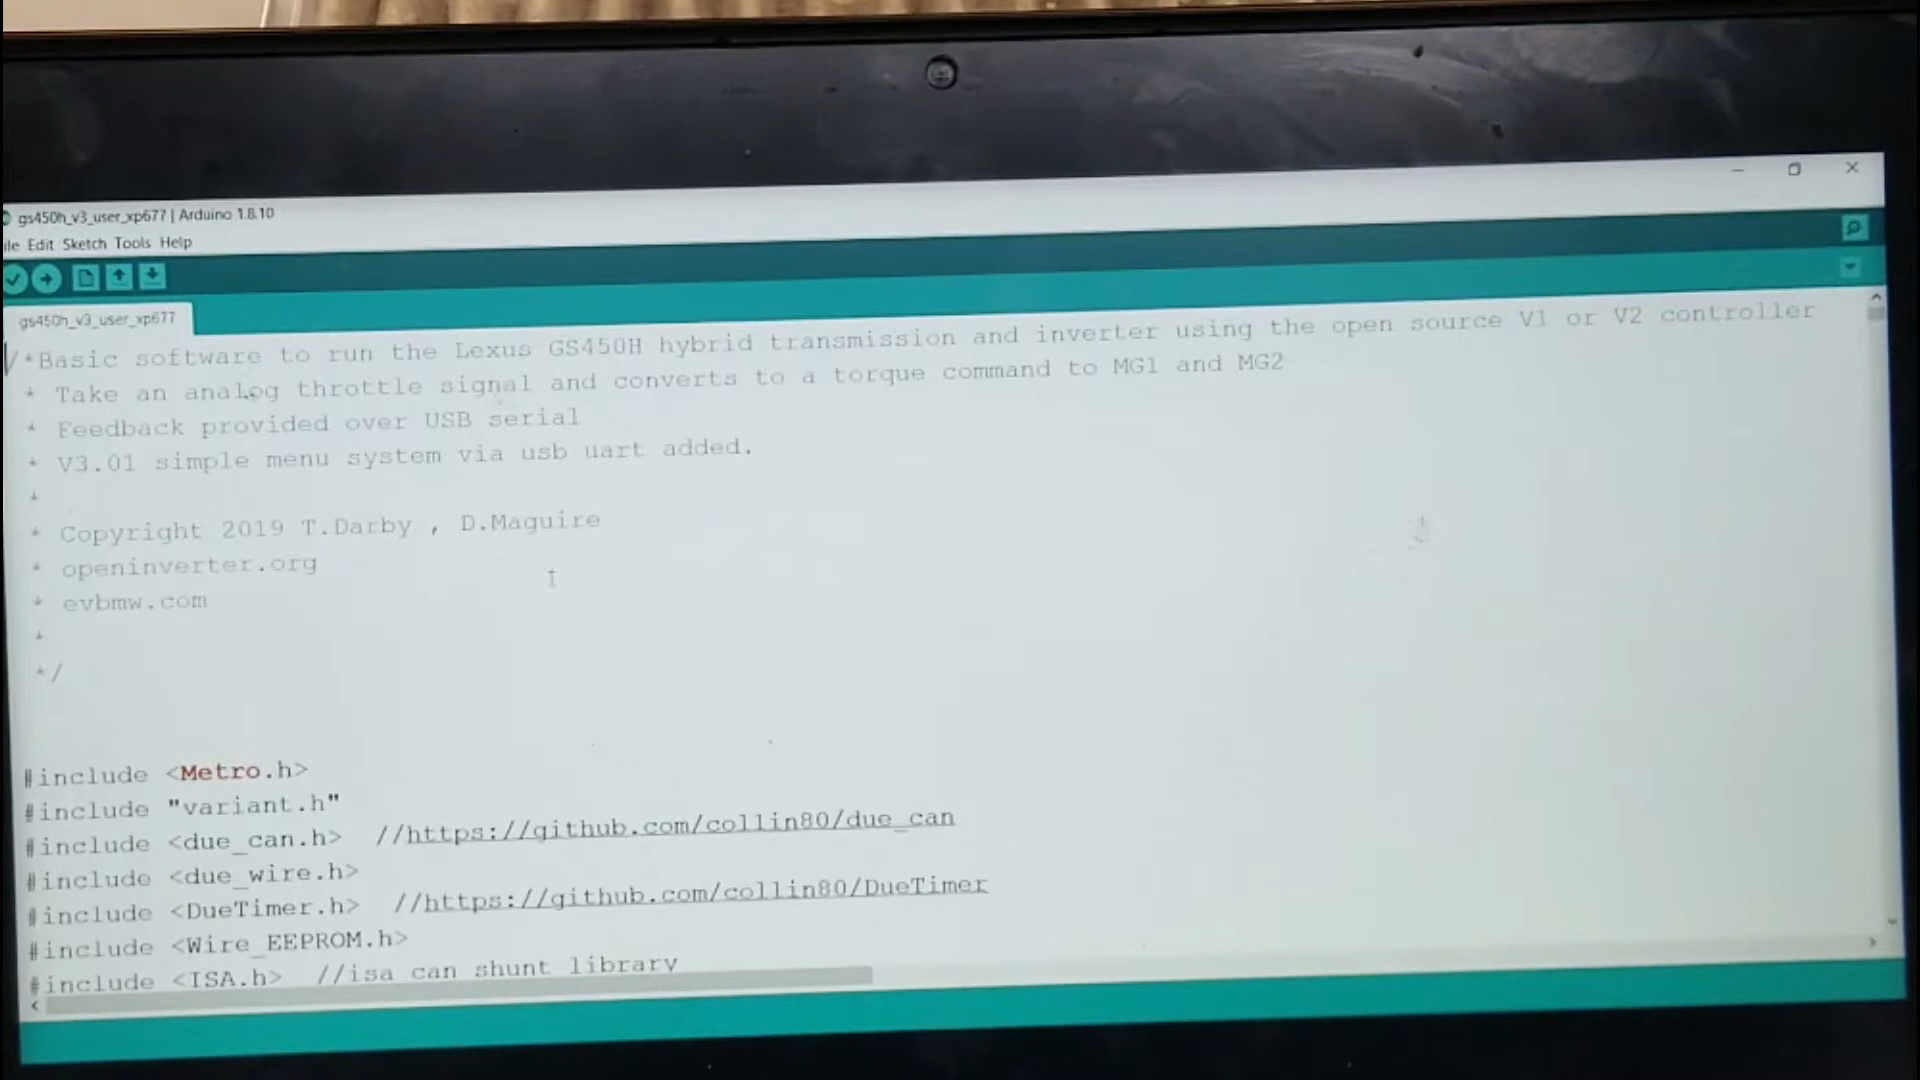 gs450h_v3_user_xp677 | Arduino 1.8.10
ile Edit Sketch Tools Help
gs450h_v3_user_xp677
/*Basic software to run the Lexus GS450H hybrid transmission and inverter using the open source V1 or V2 controller
* Take an analog throttle signal and converts to a torque command to MG1 and MG2
* Feedback provided over USB serial
* V3.01 simple menu system via usb uart added.
*
* Copyright 2019 T.Darby , D.Maguire
* openinverter.org
* evbmw.com
*
*/
#include <Metro.h>
#include "variant.h"
#include <due_can.h> //https://github.com/collin80/due_can
#include <due_wire.h>
#include <DueTimer.h> //https://github.com/collin80/DueTimer
#include <Wire_EEPROM.h>
#include <ISA.h> //isa can shunt library